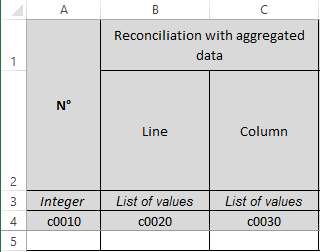 A B C
1
Reconciliation with aggregated
data
2
N°
Line
Column
3 Integer List of values List of values
4 c0010 c0020 c0030
5